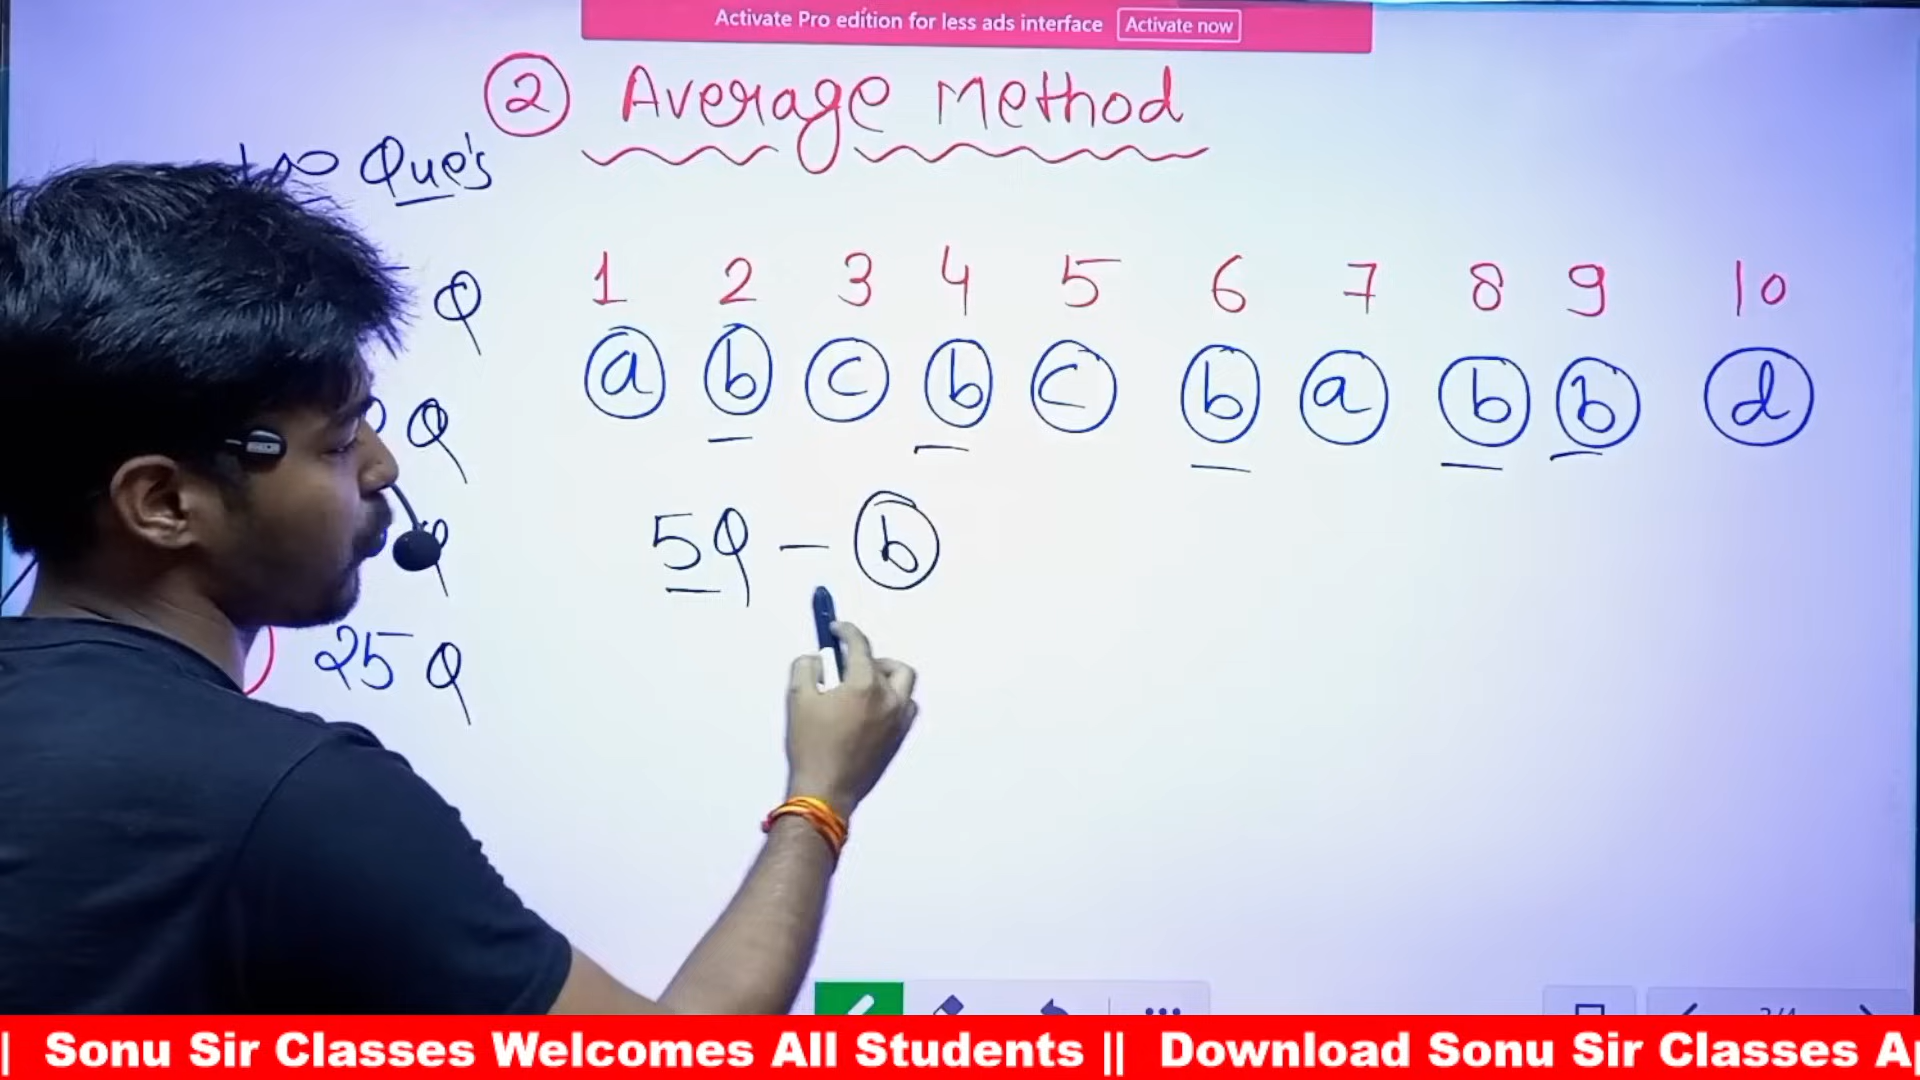 Activate Pro edition for less ads interface Activate now
2 Average Method
100 Que's
Q 1 2 3 4 5 6 7 8 9 10
a b c b c b a b b d
Q
5Q – b
Q
25 Q
|| Sonu Sir Classes Welcomes All Students || Download Sonu Sir Classes